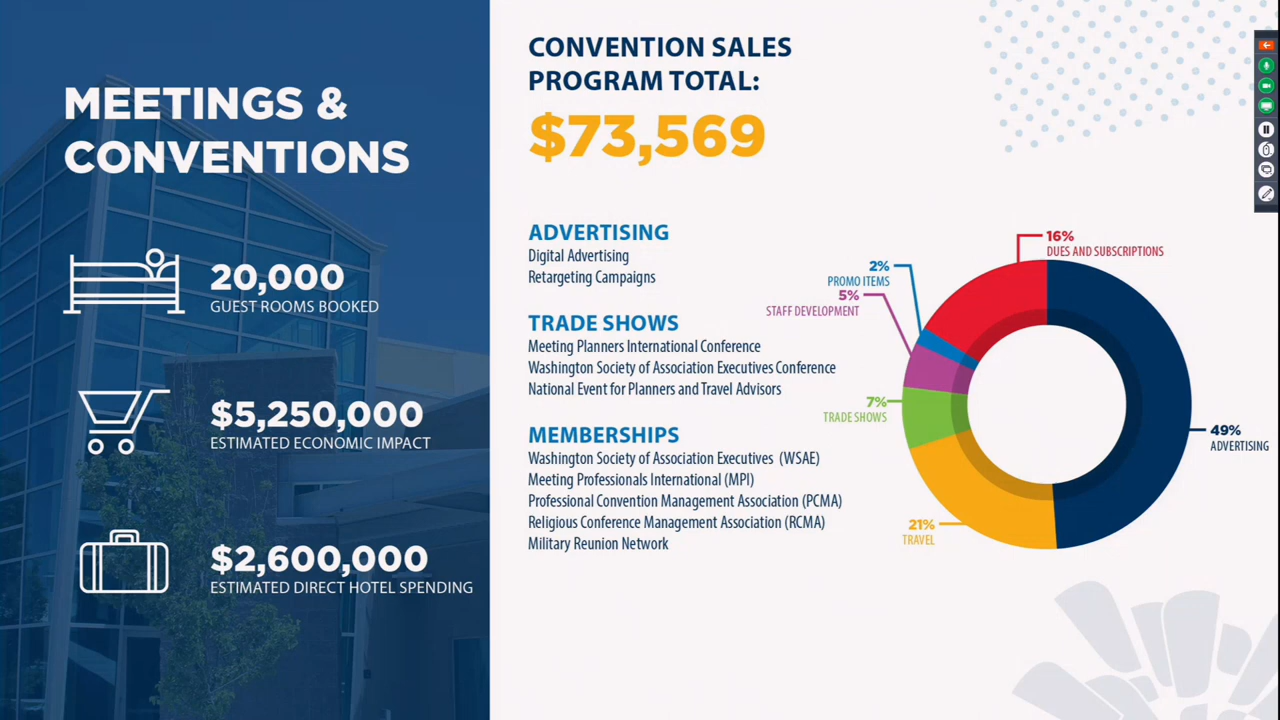 MEETINGS &
CONVENTIONS
20,000
GUEST ROOMS BOOKED
$5,250,000
ESTIMATED ECONOMIC IMPACT
$2,600,000
ESTIMATED DIRECT HOTEL SPENDING
CONVENTION SALES
PROGRAM TOTAL:
$73,569
ADVERTISING
Digital Advertising
Retargeting Campaigns
TRADE SHOWS
Meeting Planners International Conference
Washington Society of Association Executives Conference
National Event for Planners and Travel Advisors
MEMBERSHIPS
Washington Society of Association Executives (WSAE)
Meeting Professionals International (MPI)
Professional Convention Management Association (PCMA)
Religious Conference Management Association (RCMA)
Military Reunion Network
16%
DUES AND SUBSCRIPTIONS
2%
PROMO ITEMS
5%
STAFF DEVELOPMENT
7%
TRADE SHOWS
49%
ADVERTISING
21%
TRAVEL